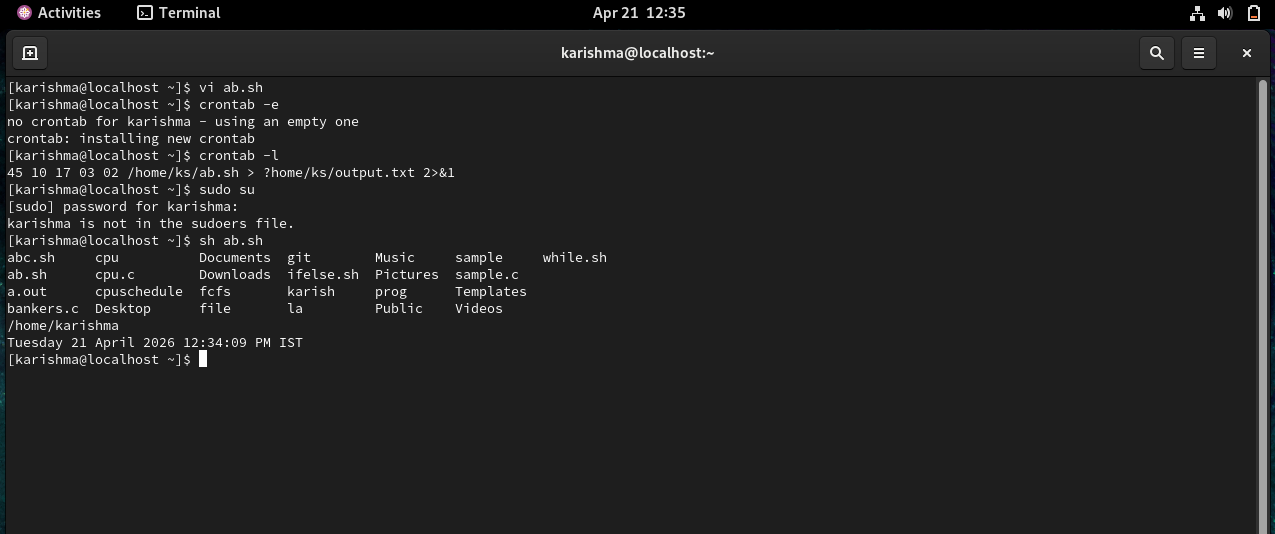 Activities Terminal Apr 21 12:35
karishma@localhost:~
[karishma@localhost ~]$ vi ab.sh
[karishma@localhost ~]$ crontab -e
no crontab for karishma - using an empty one
crontab: installing new crontab
[karishma@localhost ~]$ crontab -l
45 10 17 03 02 /home/ks/ab.sh > ?home/ks/output.txt 2>&1
[karishma@localhost ~]$ sudo su
[sudo] password for karishma:
karishma is not in the sudoers file.
[karishma@localhost ~]$ sh ab.sh
abc.sh     cpu          Documents  git        Music     sample     while.sh
ab.sh      cpu.c        Downloads  ifelse.sh  Pictures  sample.c
a.out      cpuschedule  fcfs       karish     prog      Templates
bankers.c  Desktop      file       la         Public    Videos
/home/karishma
Tuesday 21 April 2026 12:34:09 PM IST
[karishma@localhost ~]$